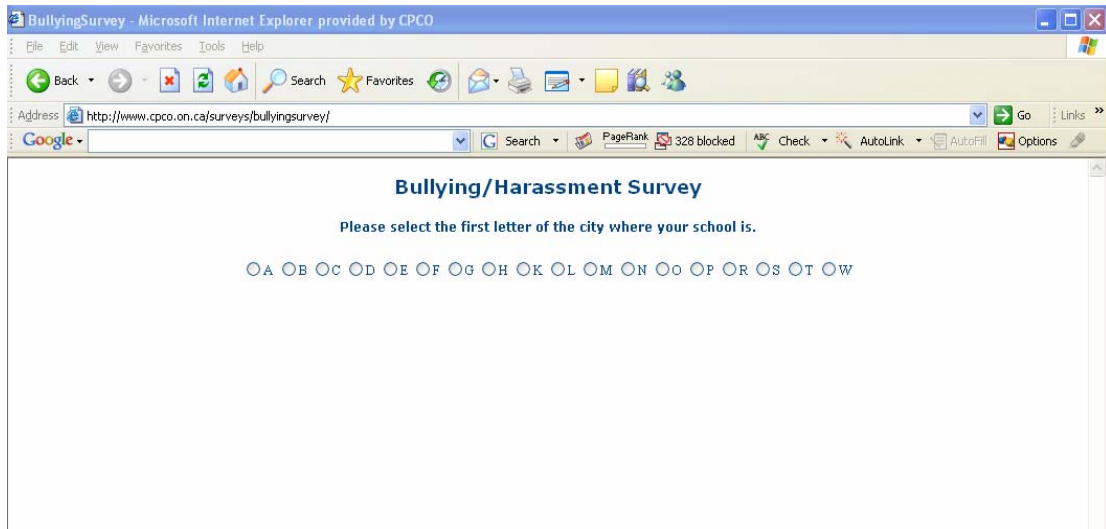 BullyingSurvey - Microsoft Internet Explorer provided by CPCO
File Edit View Favorites Tools Help
Back Search Favorites
Address http://www.cpco.on.ca/surveys/bullyingsurvey/ Go Links »
Google Search PageRank 328 blocked ABC Check AutoLink AutoFill Options
Bullying/Harassment Survey
Please select the first letter of the city where your school is.
A B C D E F G H K L M N O P R S T W